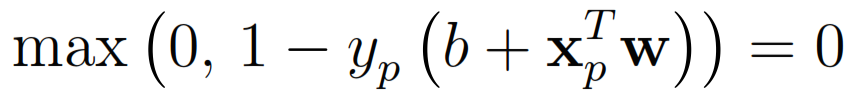 max (0, 1 − y_p (b + 𝐱_p^T 𝐰)) = 0